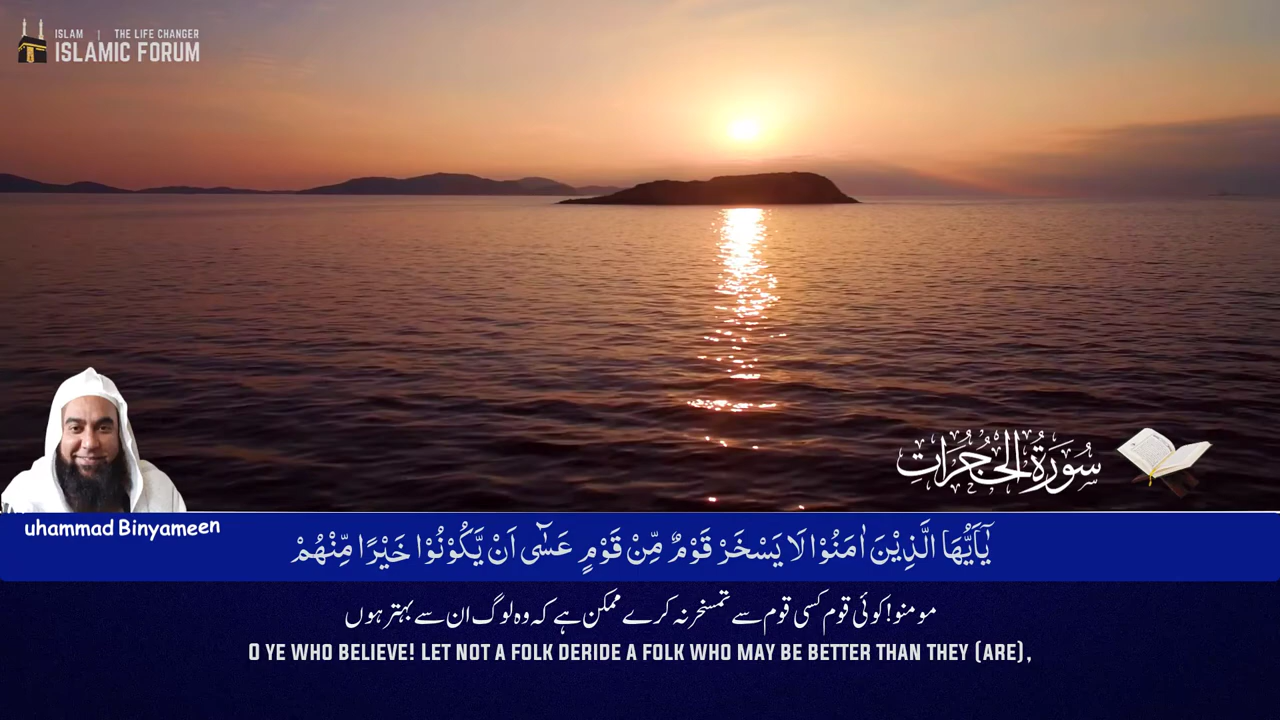 ISLAM | THE LIFE CHANGER
ISLAMIC FORUM
سُورَةُ الحُجُرَاتِ
uhammad Binyameen
يٰٓاَيُّهَا الَّذِيْنَ اٰمَنُوْا لَا يَسْخَرْ قَوْمٌ مِّنْ قَوْمٍ عَسٰٓى اَنْ يَّكُوْنُوْا خَيْرًا مِّنْهُمْ
مومنو! کوئی قوم کسی قوم سے تمسخر نہ کرے ممکن ہے کہ وہ لوگ ان سے بہتر ہوں
O YE WHO BELIEVE! LET NOT A FOLK DERIDE A FOLK WHO MAY BE BETTER THAN THEY (ARE),